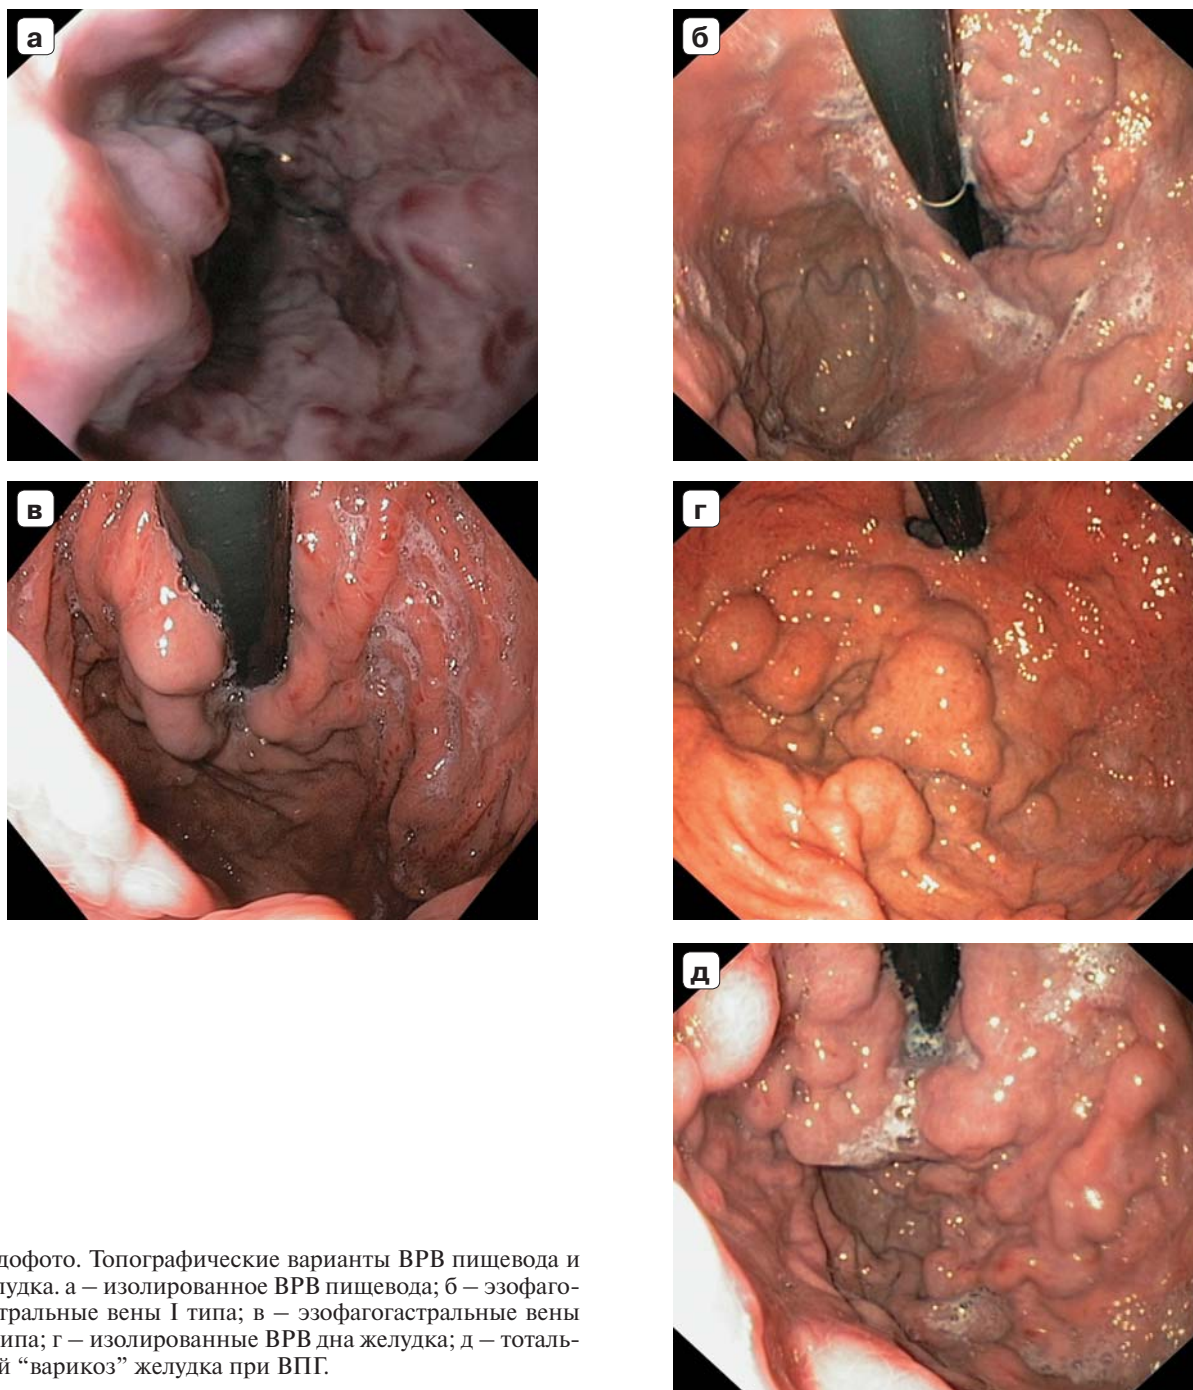 а
б
в
г
д
дофото. Топографические варианты ВРВ пищевода и
лудка. а – изолированное ВРВ пищевода; б – эзофаго-
тральные вены I типа; в – эзофагогастральные вены
ипа; г – изолированные ВРВ дна желудка; д – тоталь-
й “варикоз” желудка при ВПГ.